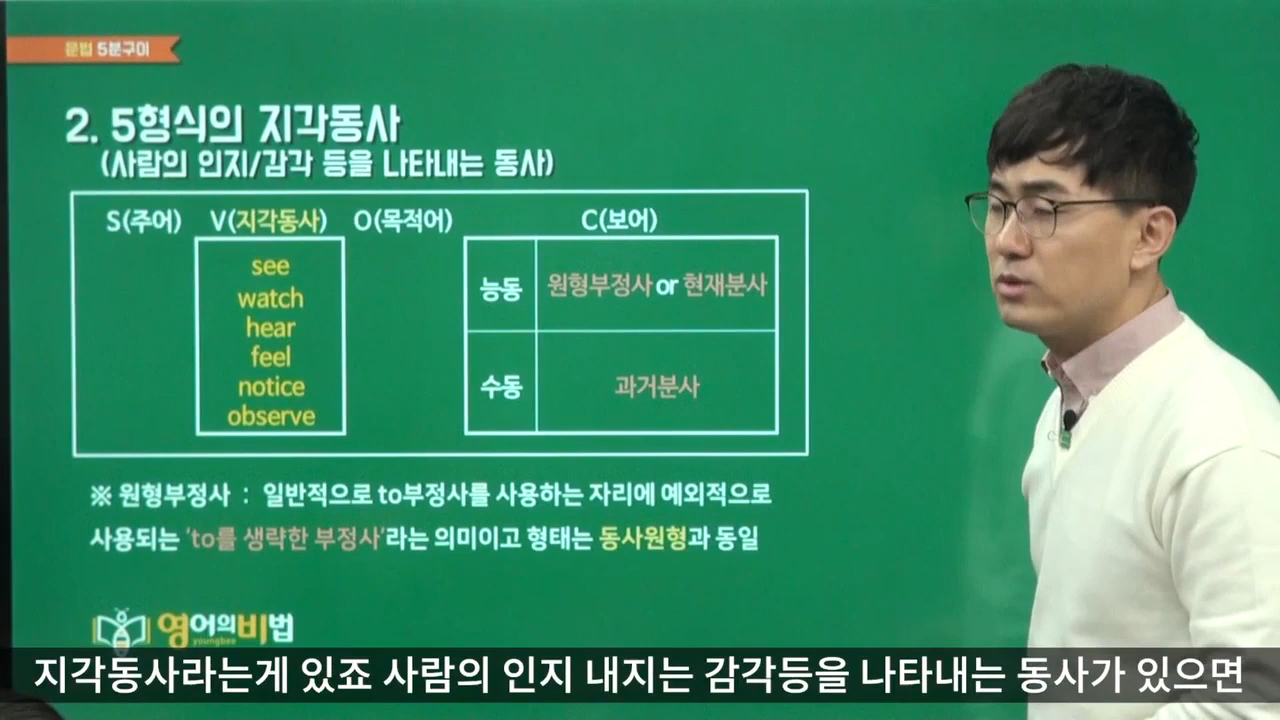 문법 5분구이
2. 5형식의 지각동사
(사람의 인지/감각 등을 나타내는 동사)
S(주어) V(지각동사) O(목적어) C(보어)
see
watch
hear
feel
notice
observe
능동 원형부정사 or 현재분사
수동 과거분사
※ 원형부정사 : 일반적으로 to부정사를 사용하는 자리에 예외적으로
사용되는 'to를 생략한 부정사'라는 의미이고 형태는 동사원형과 동일
영어의비법
youngbee
지각동사라는게 있죠 사람의 인지 내지는 감각등을 나타내는 동사가 있으면